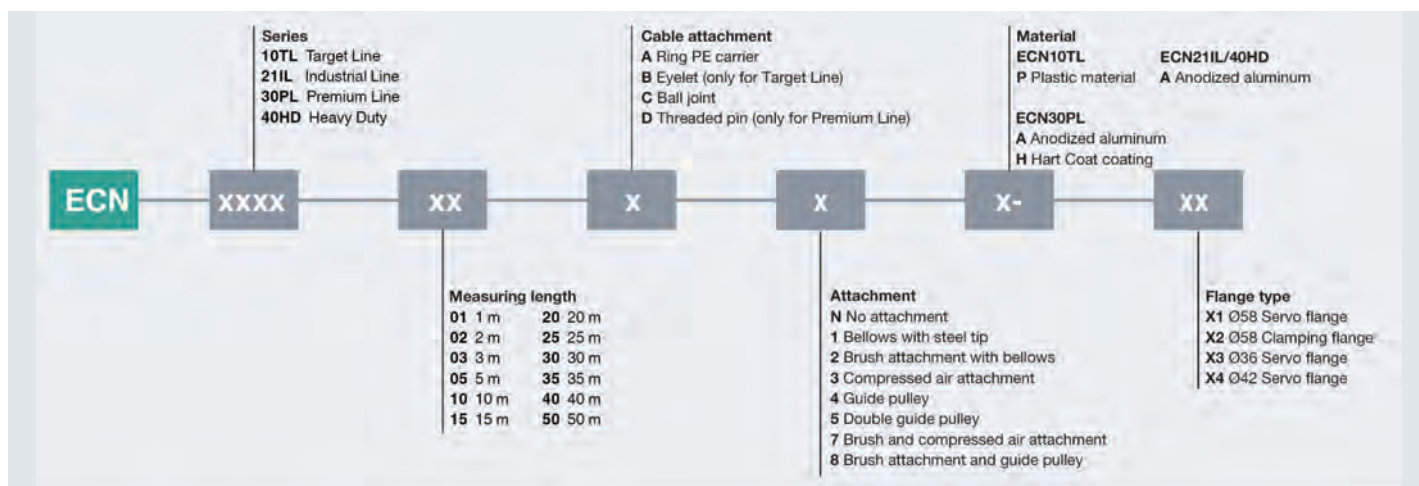 Series
10TL Target Line
21IL Industrial Line
30PL Premium Line
40HD Heavy Duty
Cable attachment
A Ring PE carrier
B Eyelet (only for Target Line)
C Ball joint
D Threaded pin (only for Premium Line)
Material
ECN10TL ECN21IL/40HD
P Plastic material A Anodized aluminum
ECN30PL
A Anodized aluminum
H Hart Coat coating
ECN xxxx xx x x x- xx
Measuring length
01 1 m 20 20 m
02 2 m 25 25 m
03 3 m 30 30 m
05 5 m 35 35 m
10 10 m 40 40 m
15 15 m 50 50 m
Attachment
N No attachment
1 Bellows with steel tip
2 Brush attachment with bellows
3 Compressed air attachment
4 Guide pulley
5 Double guide pulley
7 Brush and compressed air attachment
8 Brush attachment and guide pulley
Flange type
X1 Ø58 Servo flange
X2 Ø58 Clamping flange
X3 Ø36 Servo flange
X4 Ø42 Servo flange